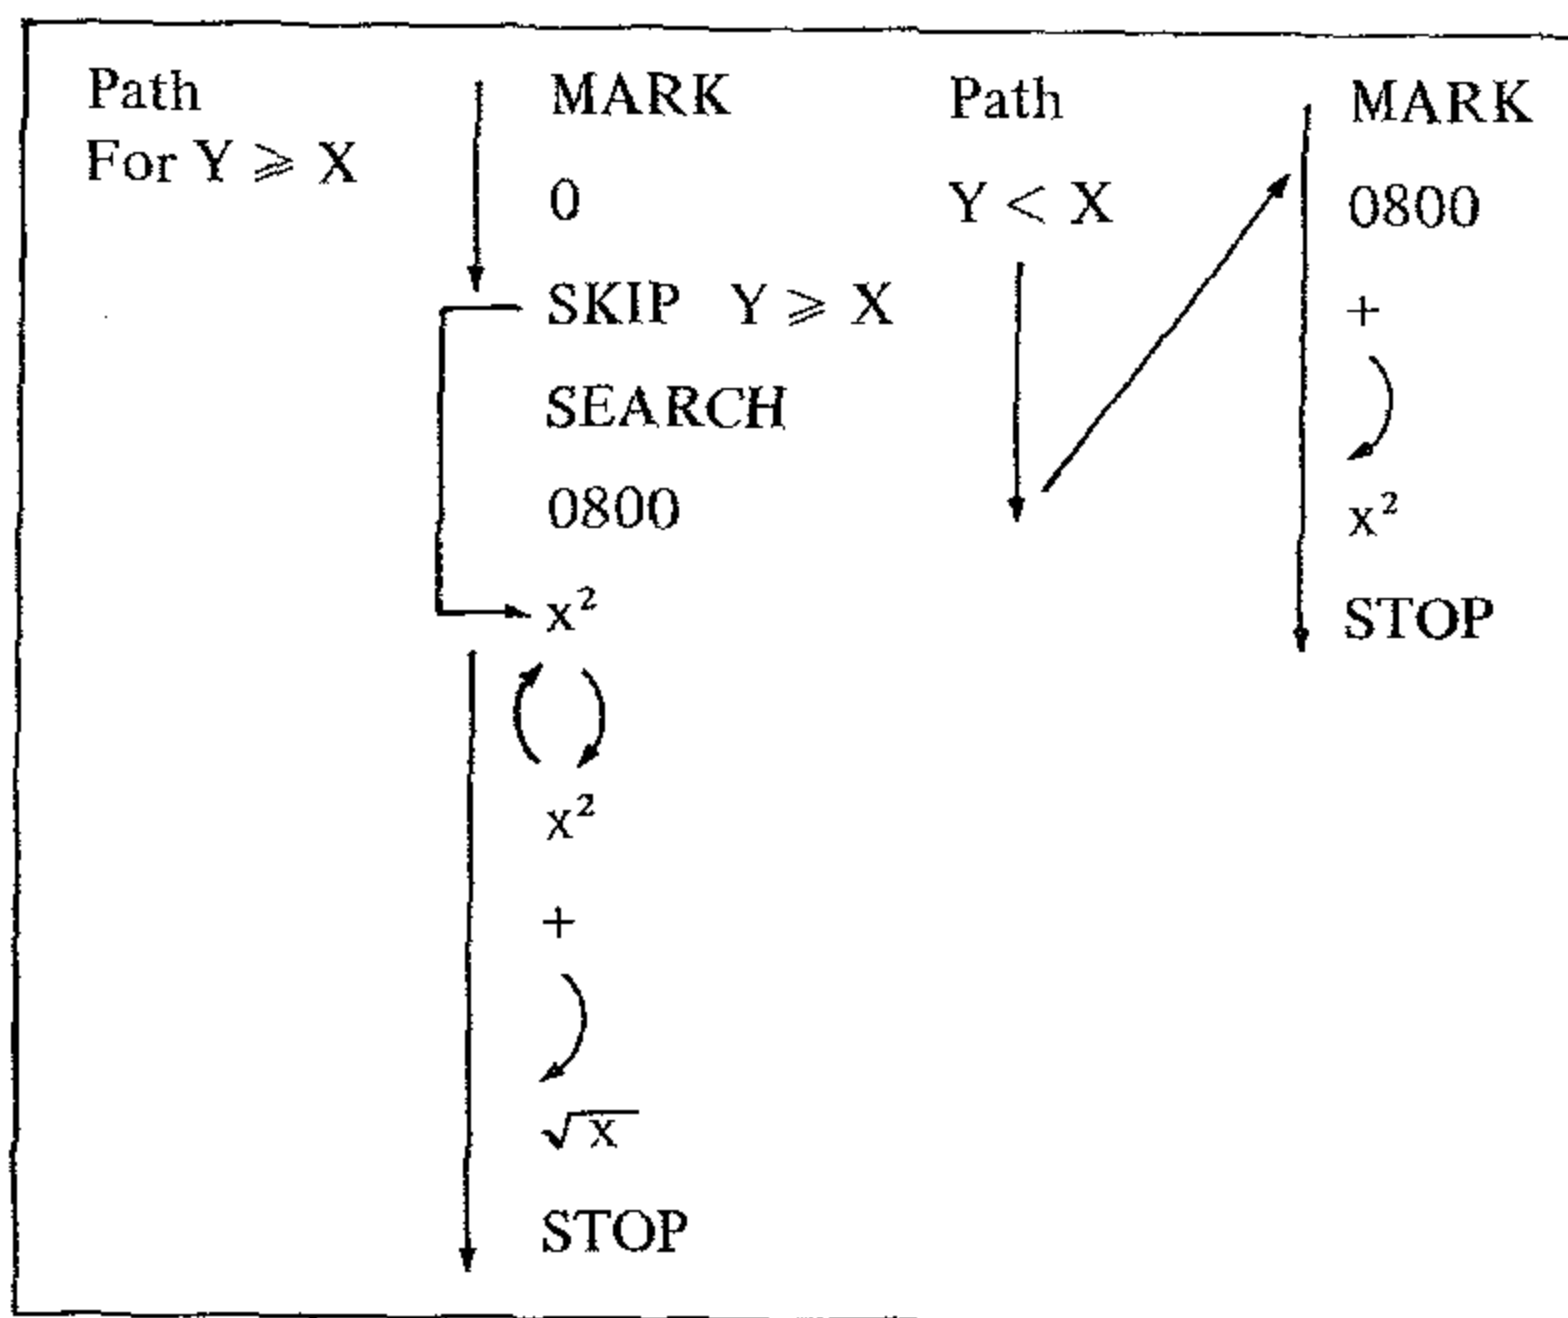 Path
For Y ⩾ X
MARK
0
SKIP Y ⩾ X
SEARCH
0800
x²
x²
+
√x
STOP
Path
Y < X
MARK
0800
+
x²
STOP